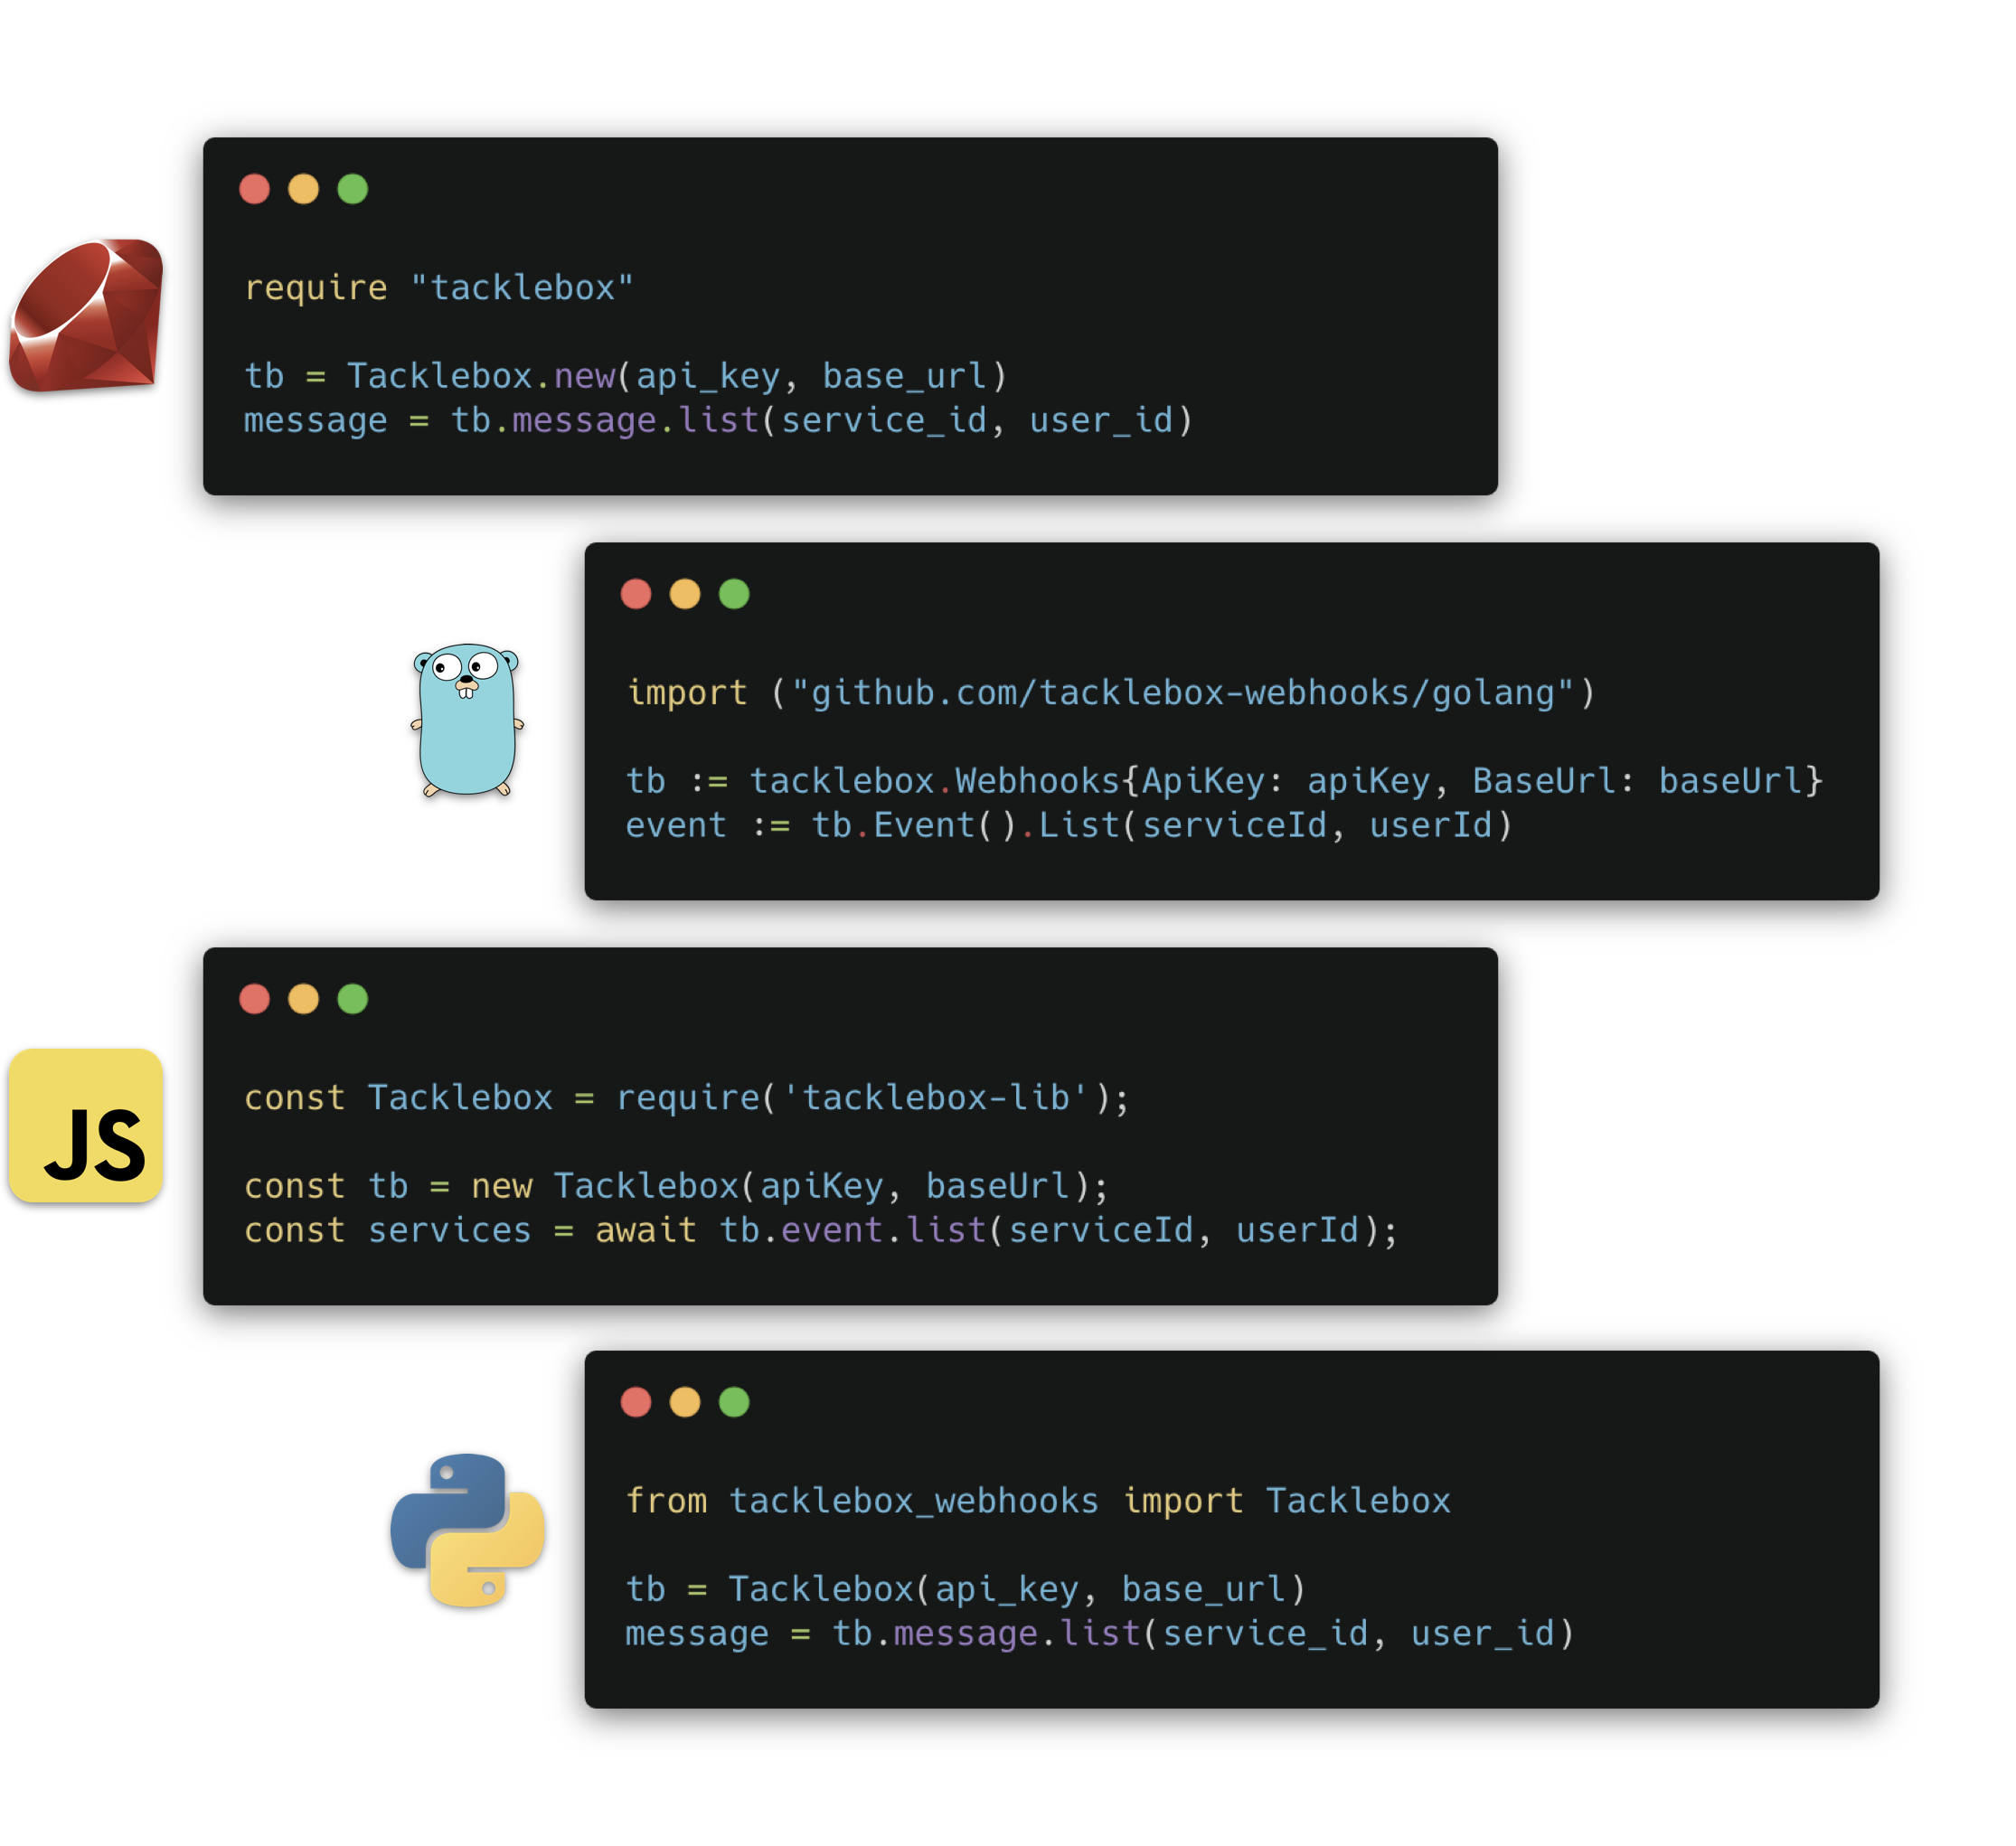 require "tacklebox"
tb = Tacklebox.new(api_key, base_url)
message = tb.message.list(service_id, user_id)
import ("github.com/tacklebox-webhooks/golang")
tb := tacklebox.Webhooks{ApiKey: apiKey, BaseUrl: baseUrl}
event := tb.Event().List(serviceId, userId)
JS
const Tacklebox = require('tacklebox-lib');
const tb = new Tacklebox(apiKey, baseUrl);
const services = await tb.event.list(serviceId, userId);
from tacklebox_webhooks import Tacklebox
tb = Tacklebox(api_key, base_url)
message = tb.message.list(service_id, user_id)